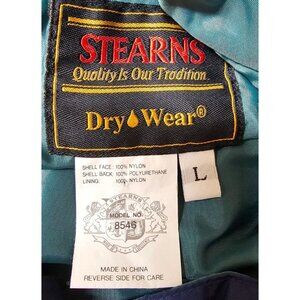 STEARNS
Quality Is Our Tradition.
Dry Wear®
SHELL FACE: 100% NYLON
SHELL BACK: 100% POLYURETHANE
LINING: 100% NYLON
L
STEARNS
MODEL NO.
8546
MADE IN CHINA
REVERSE SIDE FOR CARE